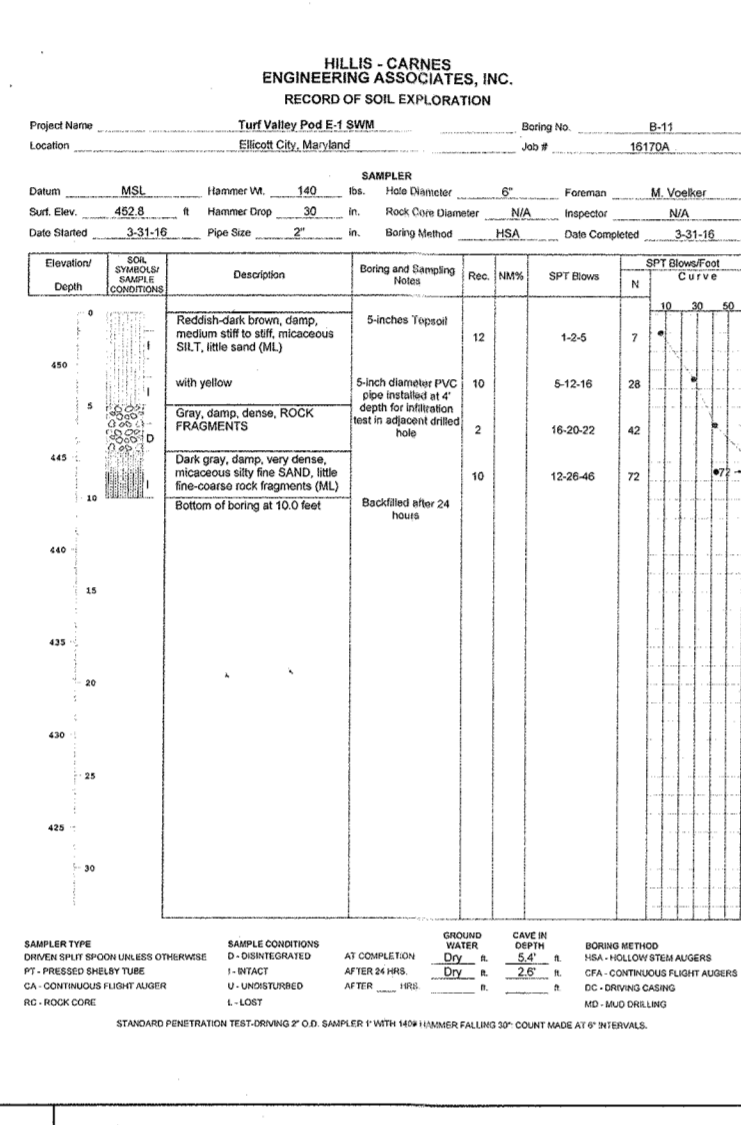 HILLIS - CARNES
ENGINEERING ASSOCIATES, INC.
RECORD OF SOIL EXPLORATION
Project Name Turf Valley Pod E-1 SWM Boring No. B-11
Location Ellicott City, Maryland Job # 16170A
SAMPLER
Datum MSL Hammer Wt. 140 lbs. Hole Diameter 6" Foreman M. Voelker
Surf. Elev. 452.8 ft Hammer Drop 30 in. Rock Core Diameter N/A Inspector N/A
Date Started 3-31-16 Pipe Size 2" in. Boring Method HSA Date Completed 3-31-16
Elevation/
Depth
SOIL
SYMBOLS/
SAMPLE
CONDITIONS
Description
Boring and Sampling
Notes
Rec.
NM%
SPT Blows
SPT Blows/Foot
Curve
N
10 30 50
0
Reddish-dark brown, damp,
medium stiff to stiff, micaceous
SILT, little sand (ML)
5-inches Topsoil
I
12
1-2-5
7
450
with yellow
5-inch diameter PVC
pipe installed at 4'
depth for infiltration
test in adjacent drilled
hole
I
10
5-12-16
28
5
Gray, damp, dense, ROCK
FRAGMENTS
D
2
16-20-22
42
445
Dark gray, damp, very dense,
micaceous silty fine SAND, little
fine-coarse rock fragments (ML)
I
10
12-26-46
72
72
10
Bottom of boring at 10.0 feet
Backfilled after 24
hours
440
15
435
20
430
25
425
30
SAMPLER TYPE
DRIVEN SPLIT SPOON UNLESS OTHERWISE
PT - PRESSED SHELBY TUBE
CA - CONTINUOUS FLIGHT AUGER
RC - ROCK CORE
SAMPLE CONDITIONS
D - DISINTEGRATED
I - INTACT
U - UNDISTURBED
L - LOST
GROUND
WATER
CAVE IN
DEPTH
AT COMPLETION Dry ft. 5.4' ft.
AFTER 24 HRS. Dry ft. 2.6' ft.
AFTER HRS. ft. ft.
BORING METHOD
HSA - HOLLOW STEM AUGERS
CFA - CONTINUOUS FLIGHT AUGERS
DC - DRIVING CASING
MD - MUD DRILLING
STANDARD PENETRATION TEST-DRIVING 2" O.D. SAMPLER 1' WITH 140# HAMMER FALLING 30": COUNT MADE AT 6" INTERVALS.